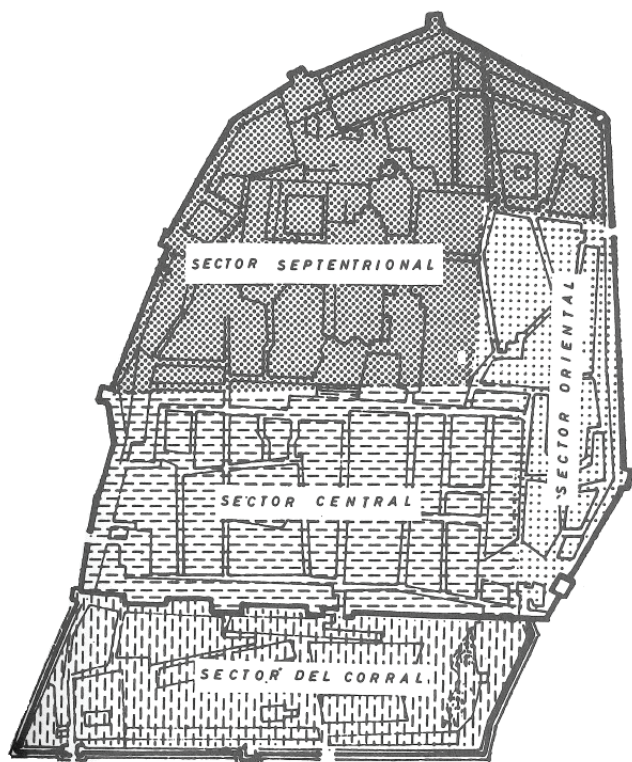 SECTOR SEPTENTRIONAL
SECTOR ORIENTAL
SECTOR CENTRAL
SECTOR DEL CORRAL